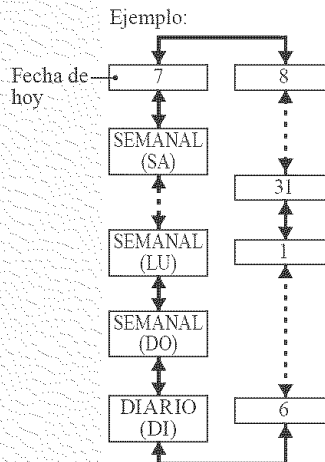 Ejemplo:
Fecha de
hoy
7
8
SEMANAL
(SA)
31
SEMANAL
(LU)
1
SEMANAL
(DO)
DIARIO
(DI)
6